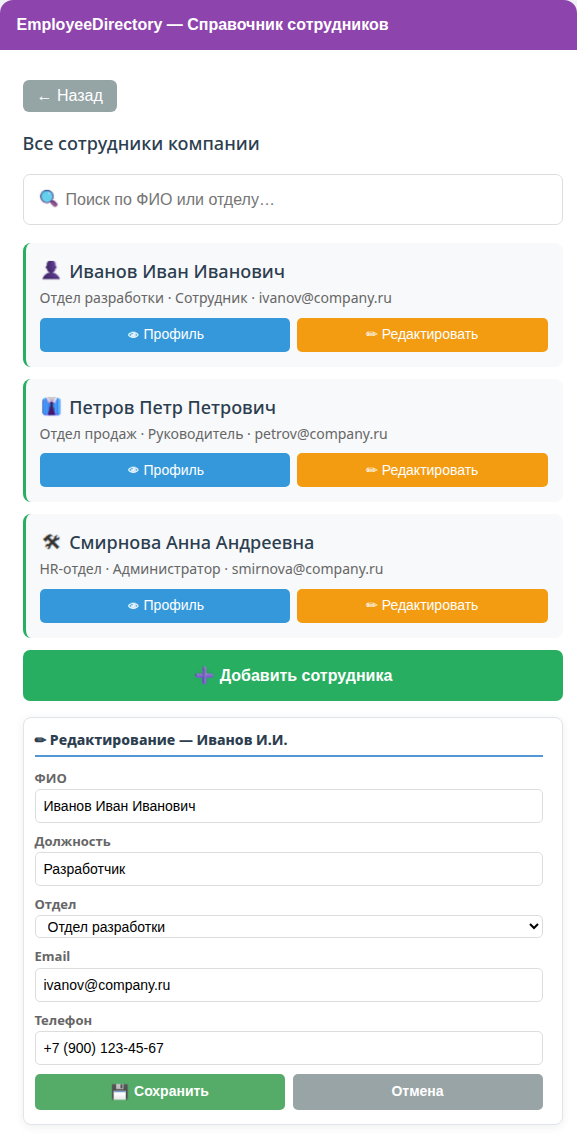 EmployeeDirectory — Справочник сотрудников
← Назад
Все сотрудники компании
🔍 Поиск по ФИО или отделу…
👤 Иванов Иван Иванович
Отдел разработки · Сотрудник · ivanov@company.ru
👁 Профиль ✏ Редактировать
👔 Петров Петр Петрович
Отдел продаж · Руководитель · petrov@company.ru
👁 Профиль ✏ Редактировать
🛠 Смирнова Анна Андреевна
HR-отдел · Администратор · smirnova@company.ru
👁 Профиль ✏ Редактировать
➕ Добавить сотрудника
✏ Редактирование — Иванов И.И.
ФИО
Иванов Иван Иванович
Должность
Разработчик
Отдел
Отдел разработки
Email
ivanov@company.ru
Телефон
+7 (900) 123-45-67
💾 Сохранить Отмена